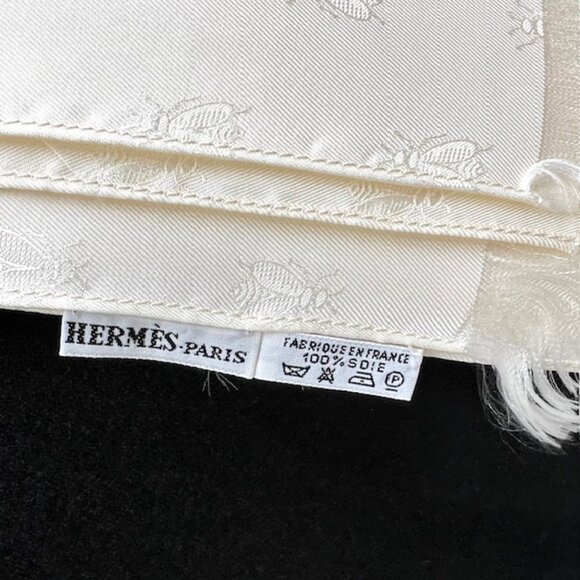 HERMÈS-PARIS
FABRIQUE EN FRANCE
100% SOIE
P